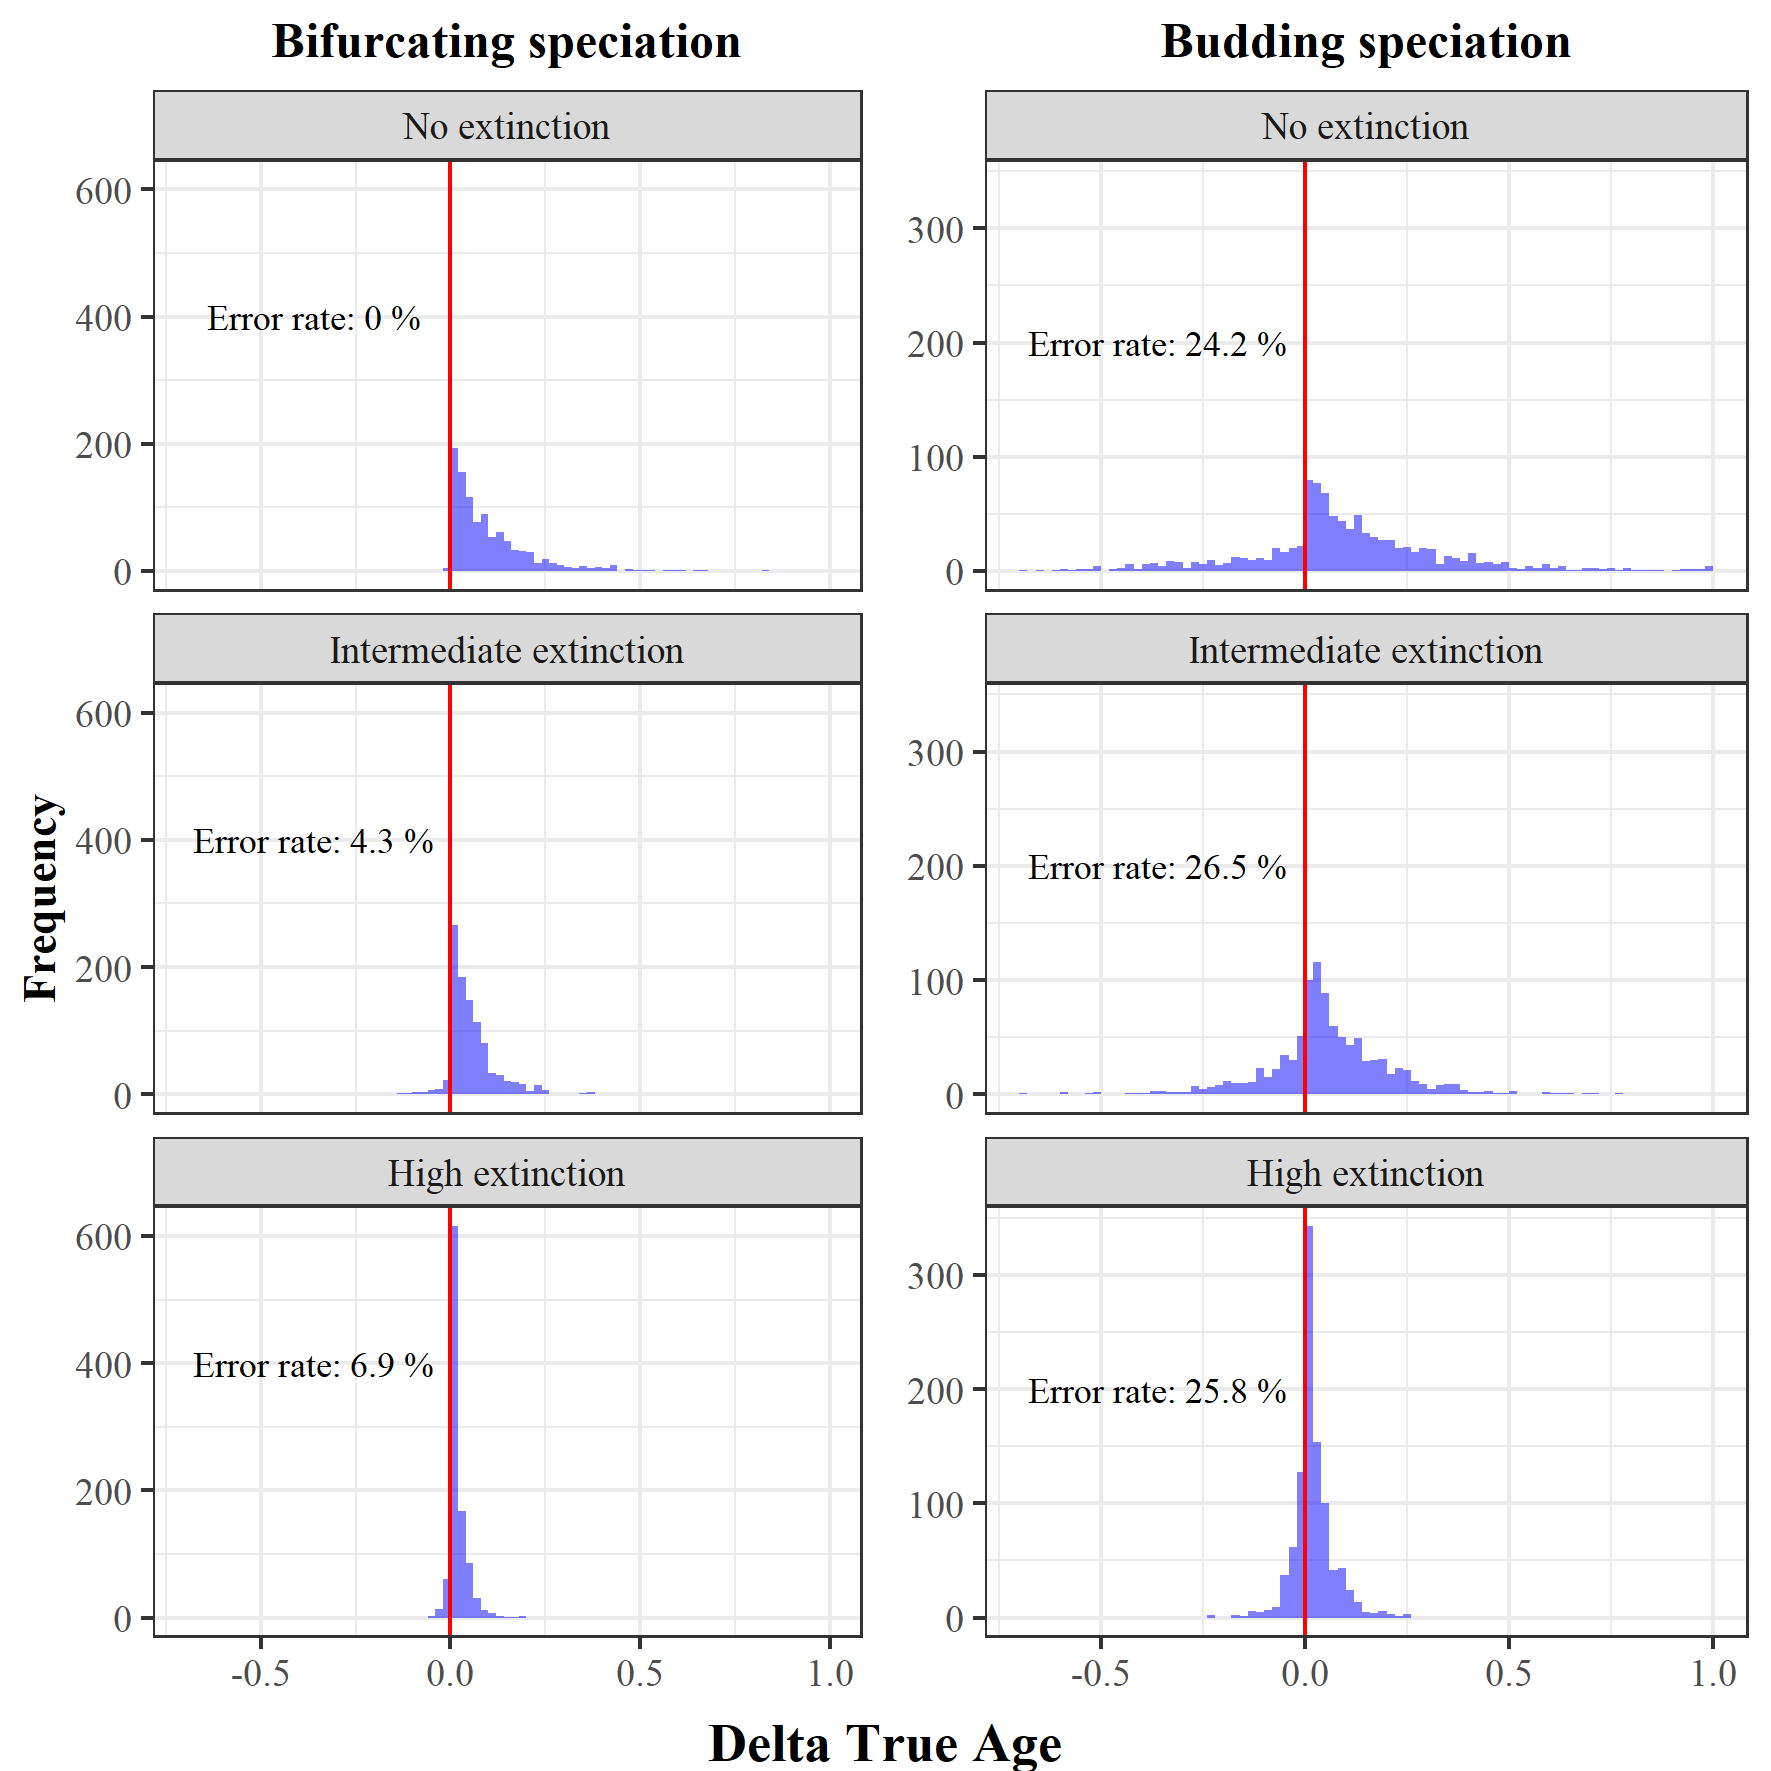 Bifurcating speciation
Budding speciation
No extinction
No extinction
600
400
200
0
Error rate: 0 %
300
200
100
0
Error rate: 24.2 %
Intermediate extinction
Intermediate extinction
600
400
200
0
Error rate: 4.3 %
300
200
100
0
Error rate: 26.5 %
Frequency
High extinction
High extinction
600
400
200
0
Error rate: 6.9 %
300
200
100
0
Error rate: 25.8 %
-0.5 0.0 0.5 1.0
-0.5 0.0 0.5 1.0
Delta True Age